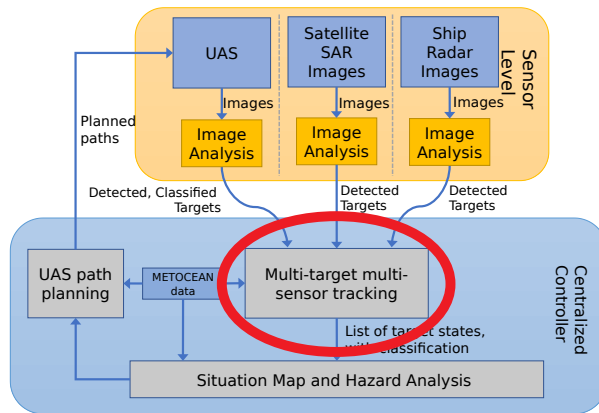 UAS
Satellite
SAR
Images
Ship
Radar
Images
Sensor
Level
Images
Images
Images
Planned
paths
Image
Analysis
Image
Analysis
Image
Analysis
Detected, Classified
Targets
Detected
Targets
Detected
Targets
UAS path
planning
METOCEAN
data
Multi-target multi-
sensor tracking
Centralized
Controller
List of target states,
with classification
Situation Map and Hazard Analysis